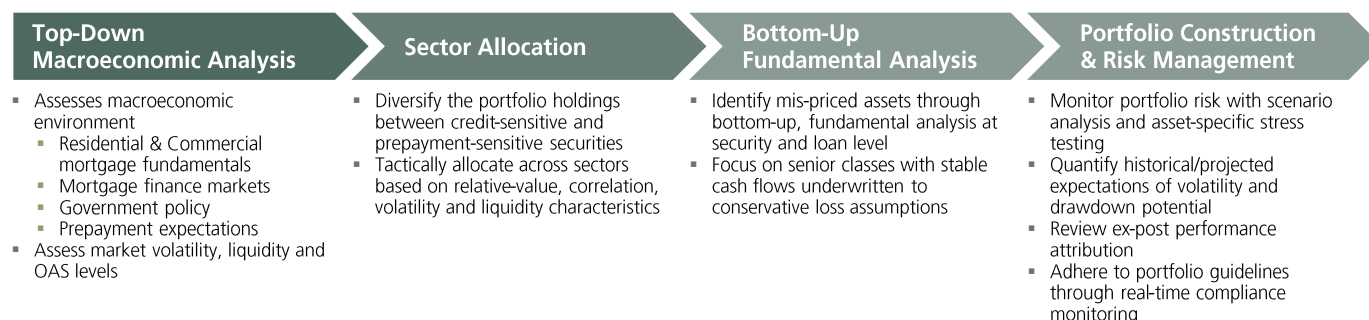 Top-Down
Macroeconomic Analysis
▪ Assesses macroeconomic
environment
▪ Residential & Commercial
mortgage fundamentals
▪ Mortgage finance markets
▪ Government policy
▪ Prepayment expectations
▪ Assess market volatility, liquidity and
OAS levels
Sector Allocation
▪ Diversify the portfolio holdings
between credit-sensitive and
prepayment-sensitive securities
▪ Tactically allocate across sectors
based on relative-value, correlation,
volatility and liquidity characteristics
Bottom-Up
Fundamental Analysis
▪ Identify mis-priced assets through
bottom-up, fundamental analysis at
security and loan level
▪ Focus on senior classes with stable
cash flows underwritten to
conservative loss assumptions
Portfolio Construction
& Risk Management
▪ Monitor portfolio risk with scenario
analysis and asset-specific stress
testing
▪ Quantify historical/projected
expectations of volatility and
drawdown potential
▪ Review ex-post performance
attribution
▪ Adhere to portfolio guidelines
through real-time compliance
monitoring